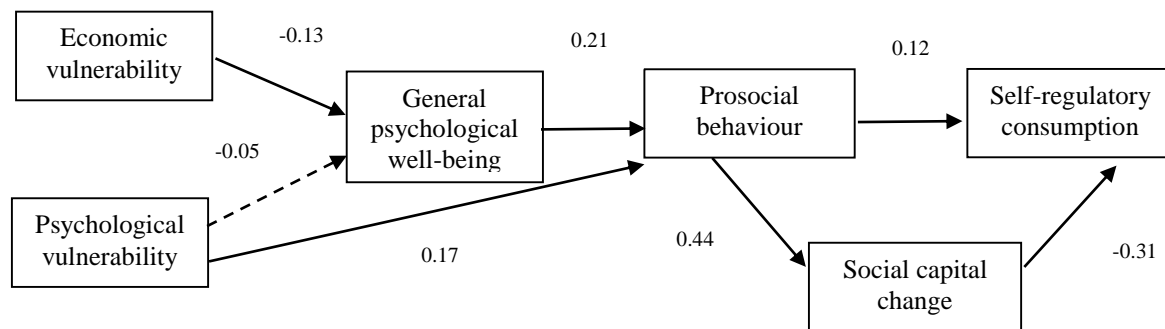 Economic
vulnerability
-0.13
0.21
0.12
General
psychological
well-being
Prosocial
behaviour
Self-regulatory
consumption
-0.05
Psychological
vulnerability
0.17
0.44
Social capital
change
-0.31